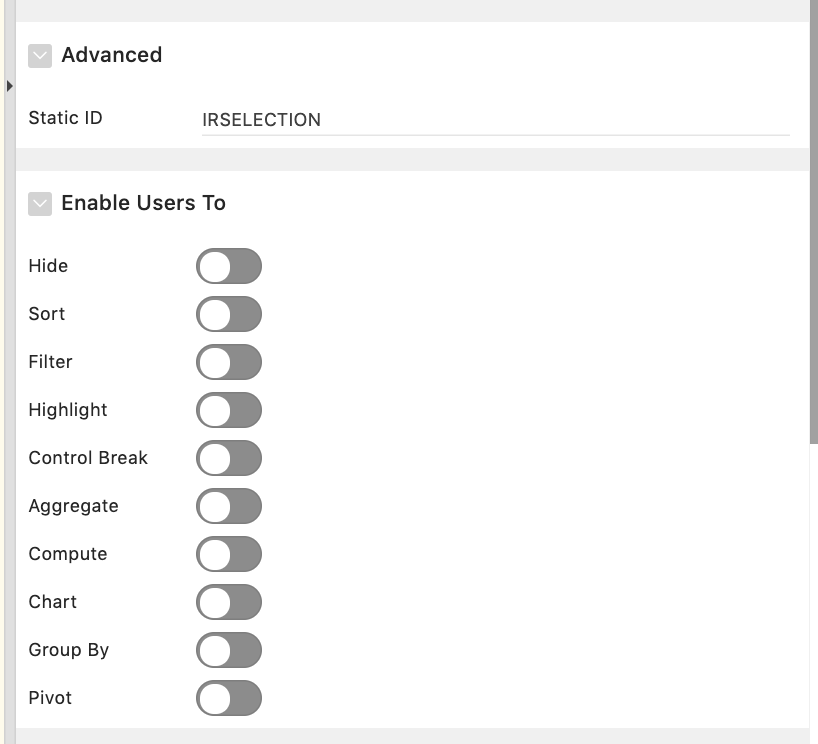 Advanced
Static ID
IRSELECTION
Enable Users To
Hide
Sort
Filter
Highlight
Control Break
Aggregate
Compute
Chart
Group By
Pivot